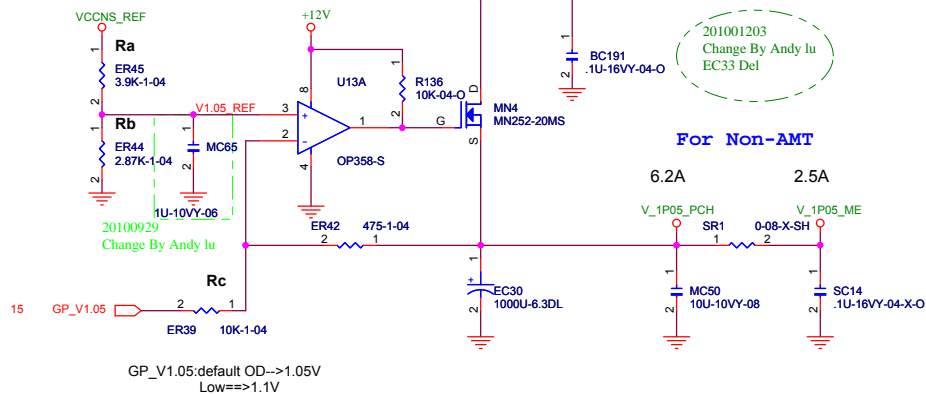 VCCNS_REF
+12V
Ra
1
ER45
3.9K-1-04
2
V1.05_REF
Rb
1
ER44
2.87K-1-04
2
1
MC65
2
1U-10VY-06
20100929
Change By Andy lu
U13A
8
3
+
2
-
1
4
OP358-S
1
R136
10K-04-O
2
G
D
S
MN4
MN252-20MS
1
BC191
.1U-16VY-04-O
2
201001203
Change By Andy lu
EC33 Del
For Non-AMT
6.2A
2.5A
V_1P05_PCH
V_1P05_ME
SR1
0-08-X-SH
1
2
ER42
475-1-04
2
1
1
+
EC30
1000U-6.3DL
2
1
MC50
10U-10VY-08
2
1
SC14
.1U-16VY-04-X-O
2
Rc
15
GP_V1.05
2
1
ER39
10K-1-04
GP_V1.05:default OD-->1.05V
Low==>1.1V